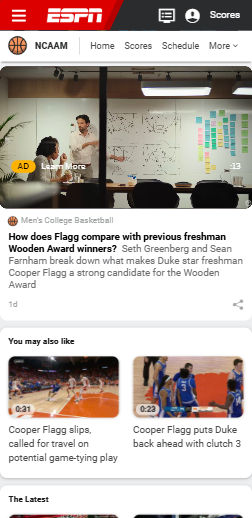 ESPN
Scores
NCAAM
Home Scores Schedule More
AD Learn More :13
Men's College Basketball
How does Flagg compare with previous freshman
Wooden Award winners? Seth Greenberg and Sean
Farnham break down what makes Duke star freshman
Cooper Flagg a strong candidate for the Wooden
Award
1d
You may also like
0:31 0:23
Cooper Flagg slips,
called for travel on
potential game-tying play
Cooper Flagg puts Duke
back ahead with clutch 3
The Latest